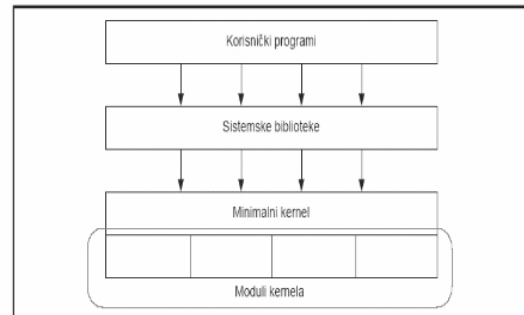 Korisnički programi
Sistemske biblioteke
Minimalni kernel
Moduli kernela